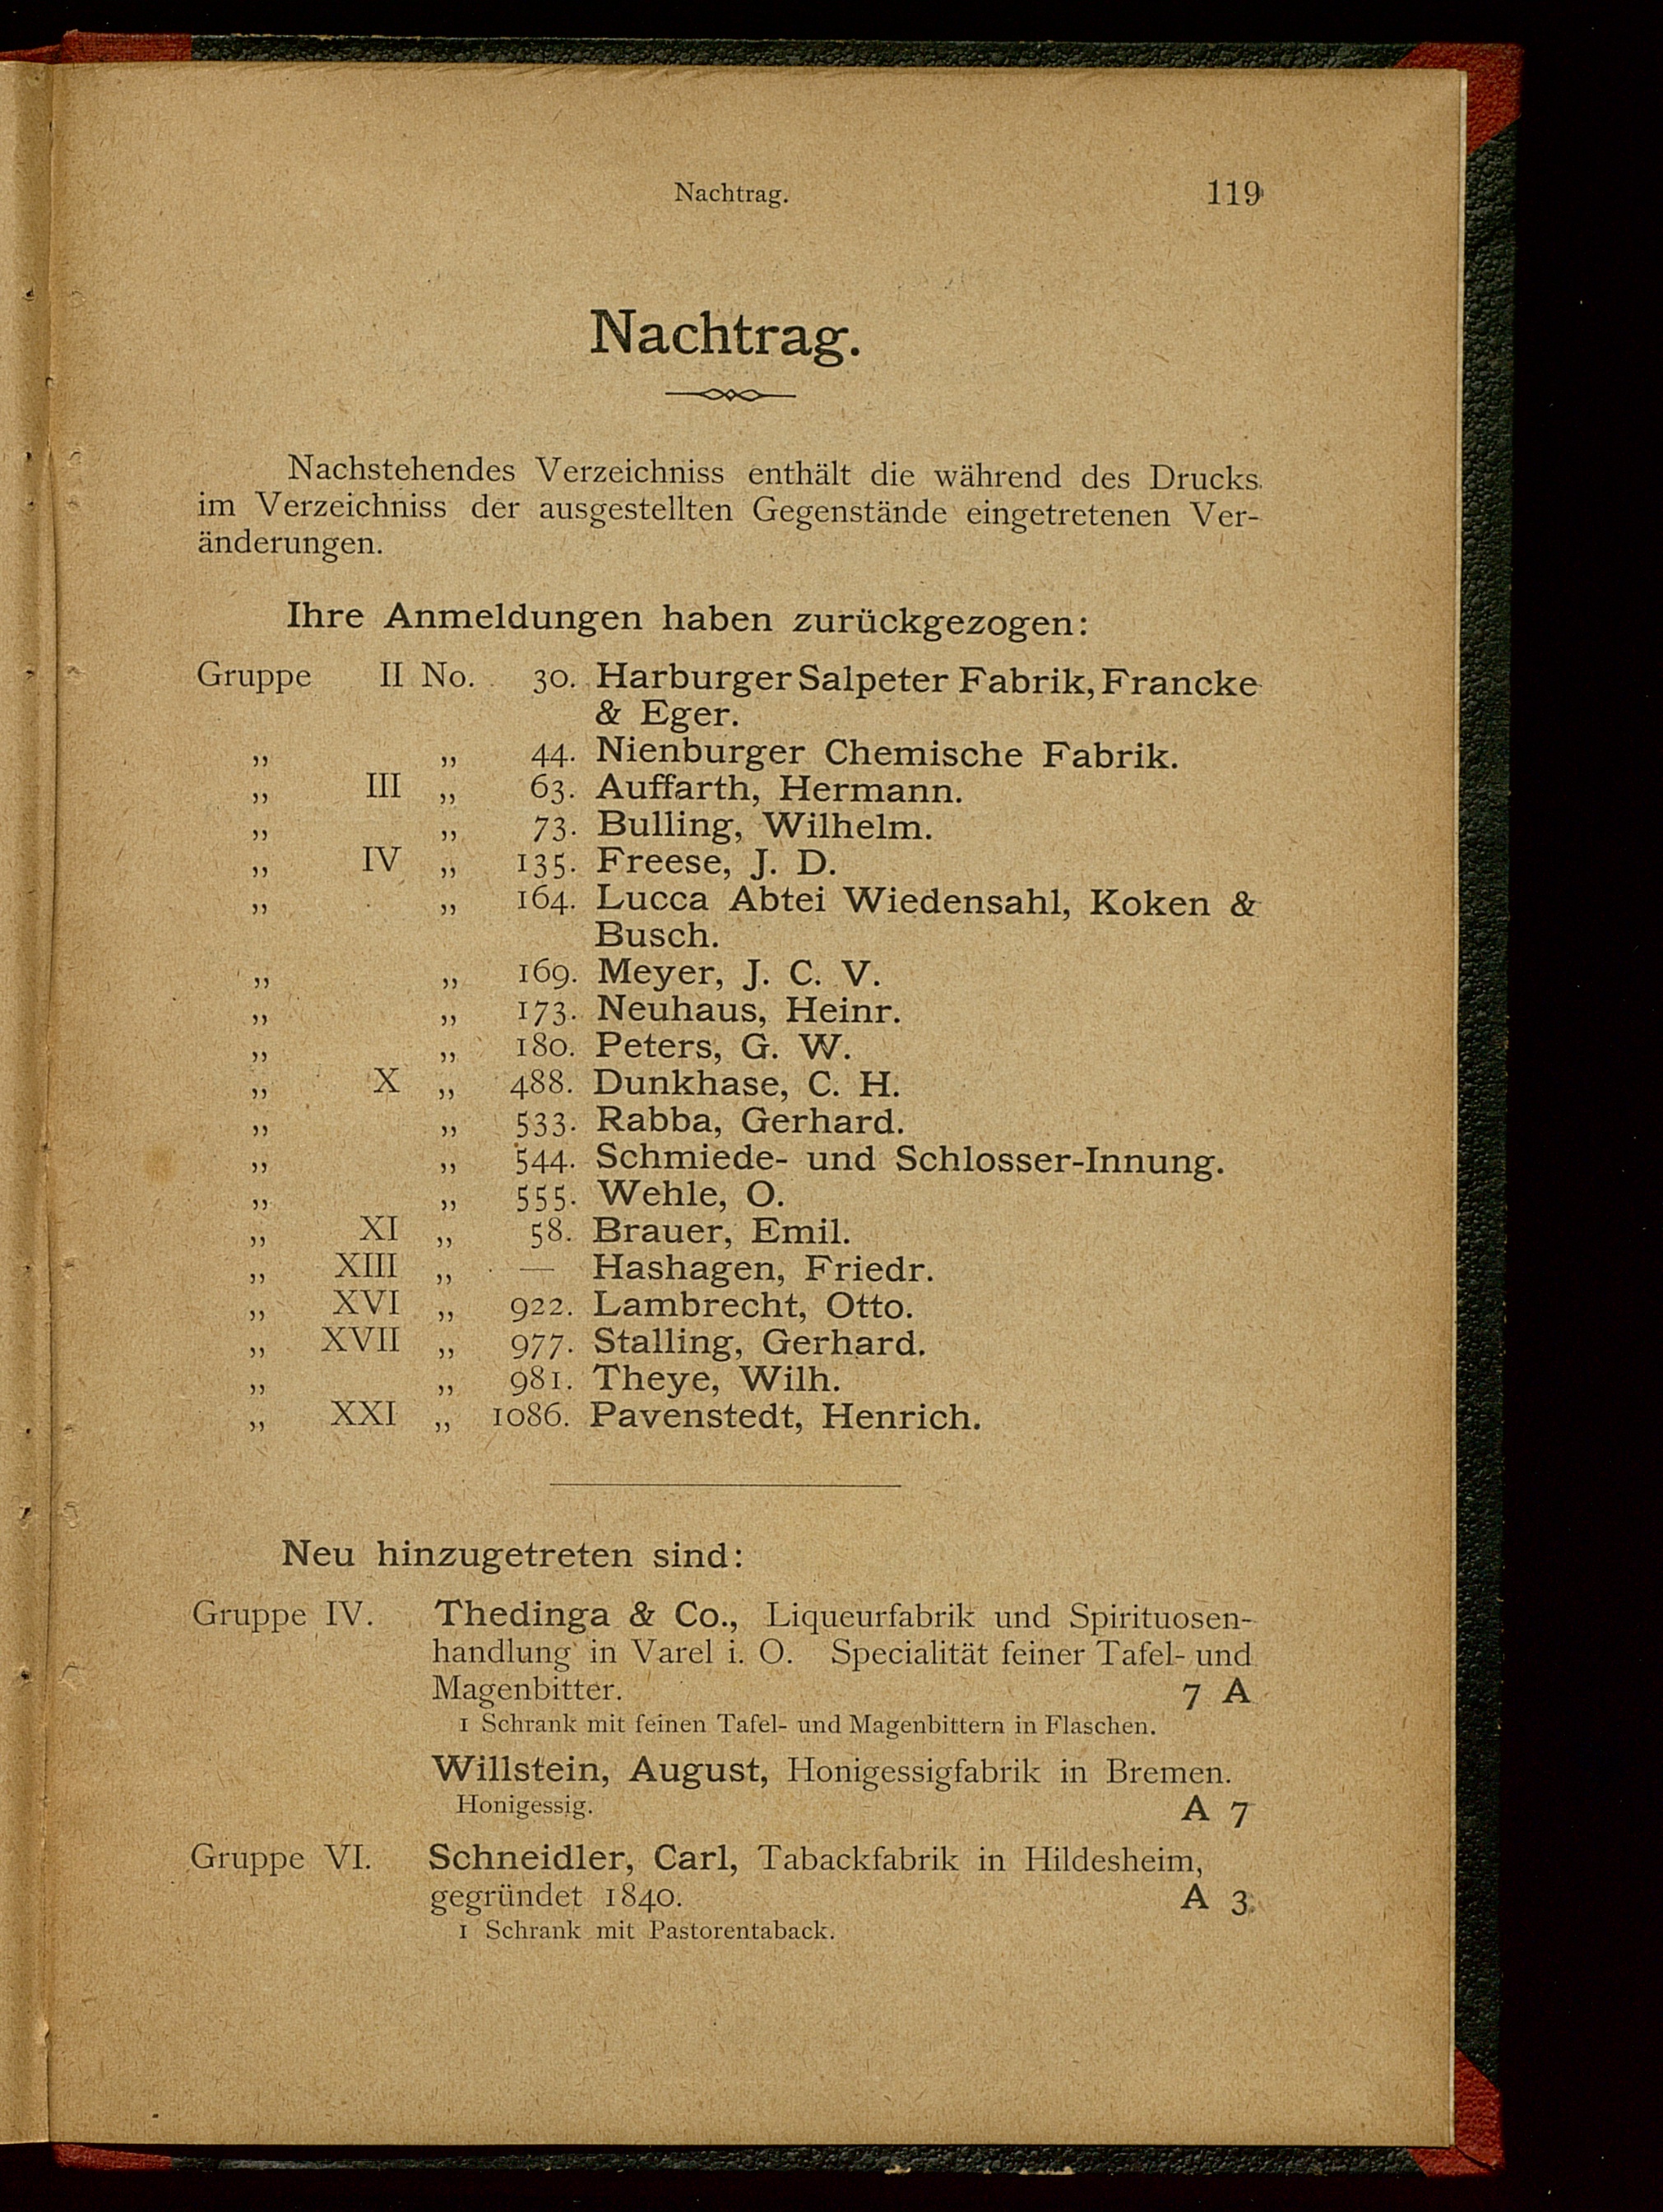 Nachtrag. 119
Nachtrag.
Nachstehendes Verzeichniss enthält die während des Drucks
im Verzeichniss der ausgestellten Gegenstände eingetretenen Ver-
änderungen.
Ihre Anmeldungen haben zurückgezogen:
Gruppe II No. 30. Harburger Salpeter Fabrik, Francke
& Eger.
„ „ 44. Nienburger Chemische Fabrik.
„ III „ 63. Auffarth, Hermann.
„ „ 73. Bulling, Wilhelm.
„ IV „ 135. Freese, J. D.
„ „ 164. Lucca Abtei Wiedensahl, Koken &
Busch.
„ „ 169. Meyer, J. C. V.
„ „ 173. Neuhaus, Heinr.
„ „ 180. Peters, G. W.
„ X „ 488. Dunkhase, C. H.
„ „ 533. Rabba, Gerhard.
„ „ 544. Schmiede- und Schlosser-Innung.
„ „ 555. Wehle, O.
„ XI „ 58. Brauer, Emil.
„ XIII „ — Hashagen, Friedr.
„ XVI „ 922. Lambrecht, Otto.
„ XVII „ 977. Stalling, Gerhard.
„ „ 981. Theye, Wilh.
„ XXI „ 1086. Pavenstedt, Henrich.
Neu hinzugetreten sind:
Gruppe IV. Thedinga & Co., Liqueurfabrik und Spirituosen-
handlung in Varel i. O. Specialität feiner Tafel- und
Magenbitter. 7 A
1 Schrank mit feinen Tafel- und Magenbittern in Flaschen.
Willstein, August, Honigessigfabrik in Bremen.
Honigessig. A 7
Gruppe VI. Schneidler, Carl, Tabackfabrik in Hildesheim,
gegründet 1840. A 3
1 Schrank mit Pastorentaback.